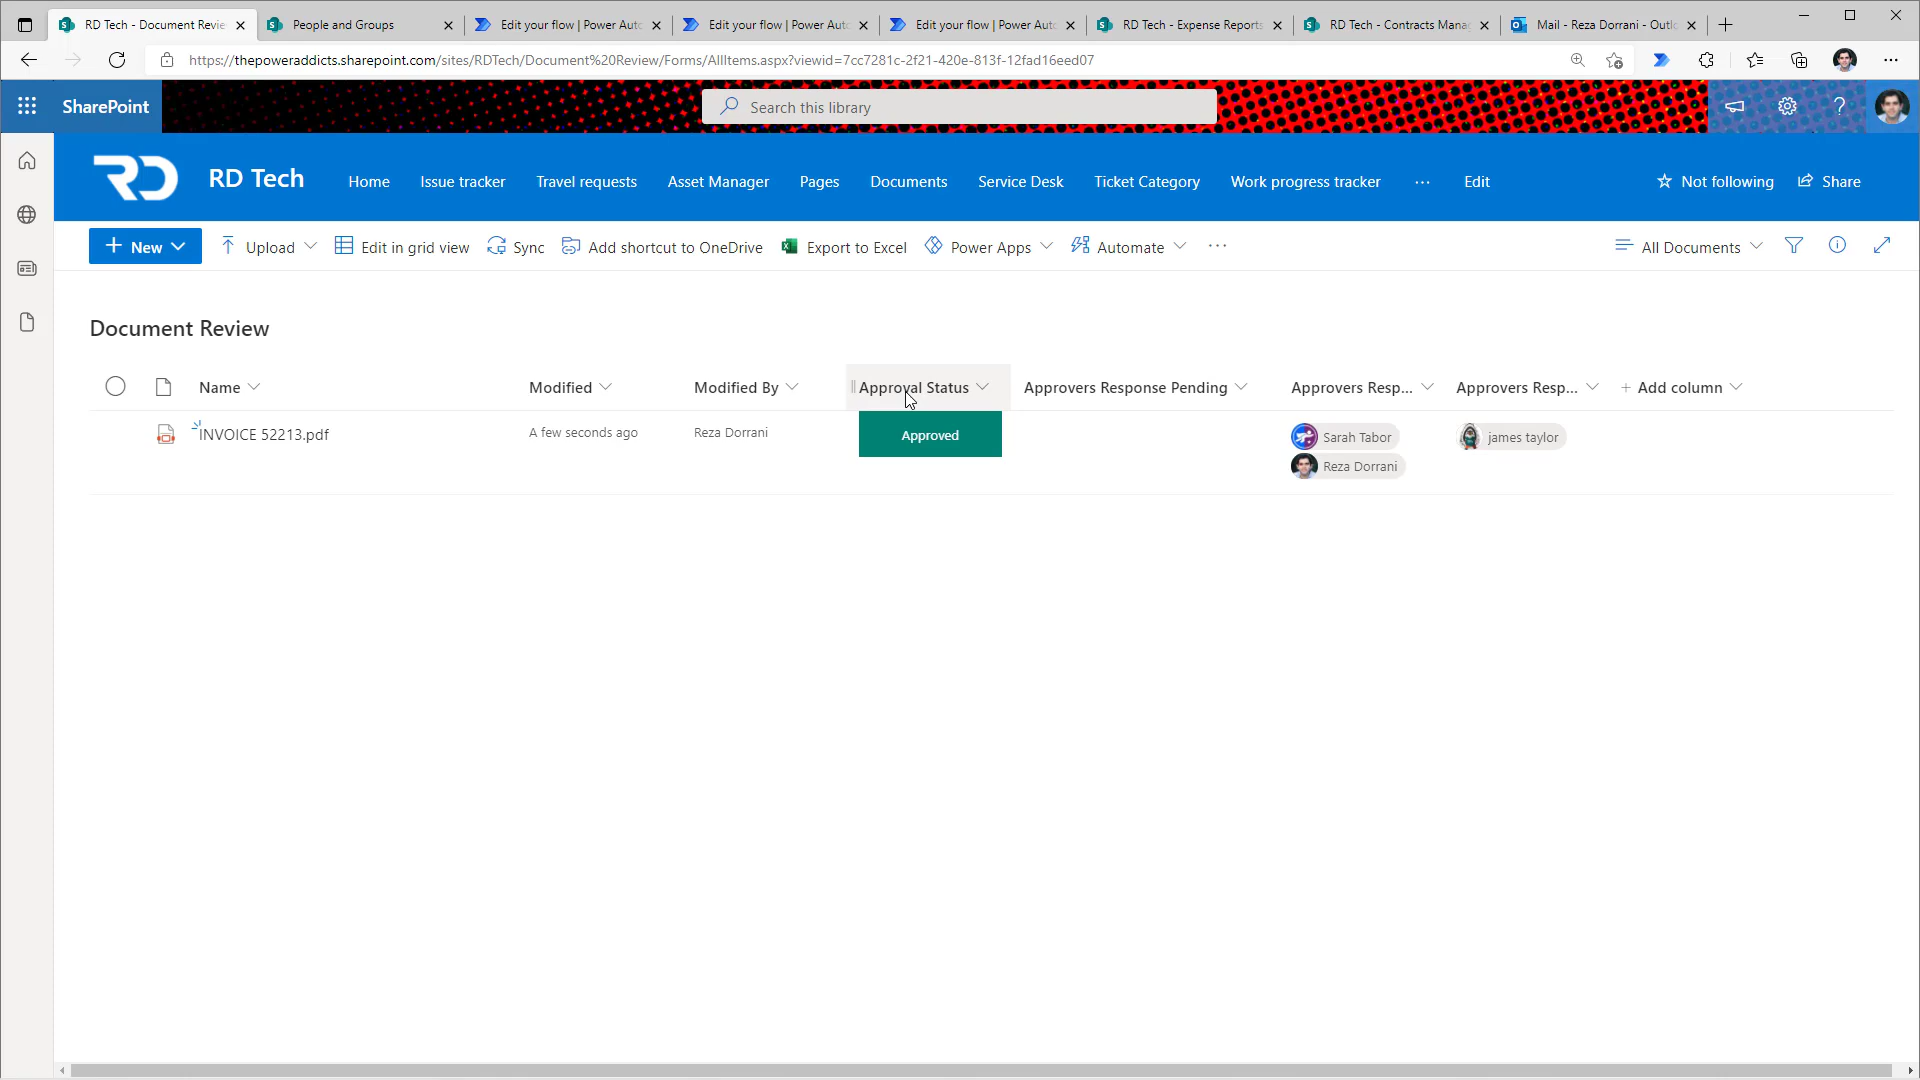 RD Tech - Document Revie
People and Groups
Edit your flow | Power Auto
Edit your flow | Power Auto
Edit your flow | Power Auto
RD Tech - Expense Reports
RD Tech - Contracts Manag
Mail - Reza Dorrani - Outlo
https://thepoweraddicts.sharepoint.com/sites/RDTech/Document%20Review/Forms/AllItems.aspx?viewid=7cc7281c-2f21-420e-813f-12fad16eed07
SharePoint
Search this library
RD
RD Tech
Home
Issue tracker
Travel requests
Asset Manager
Pages
Documents
Service Desk
Ticket Category
Work progress tracker
...
Edit
Not following
Share
New
Upload
Edit in grid view
Sync
Add shortcut to OneDrive
Export to Excel
Power Apps
Automate
...
All Documents
Document Review
Name
Modified
Modified By
Approval Status
Approvers Response Pending
Approvers Resp...
Approvers Resp...
Add column
INVOICE 52213.pdf
A few seconds ago
Reza Dorrani
Approved
Sarah Tabor
james taylor
Reza Dorrani